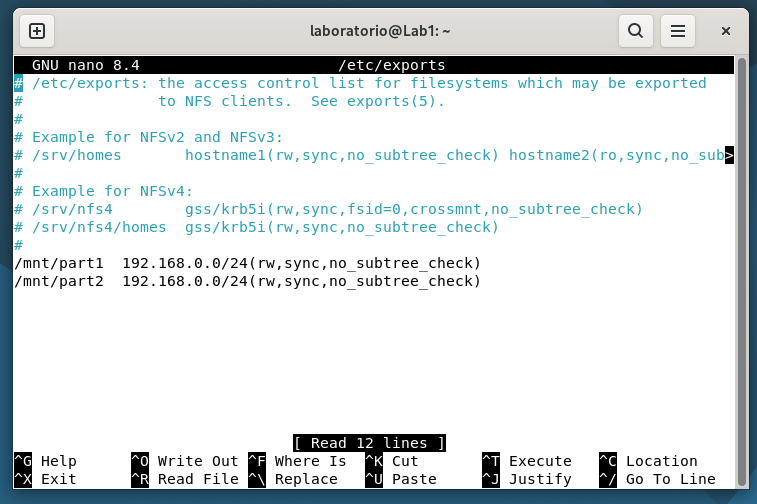 laboratorio@Lab1: ~
GNU nano 8.4 /etc/exports
# /etc/exports: the access control list for filesystems which may be exported
# to NFS clients. See exports(5).
#
# Example for NFSv2 and NFSv3:
# /srv/homes hostname1(rw,sync,no_subtree_check) hostname2(ro,sync,no_sub>
#
# Example for NFSv4:
# /srv/nfs4 gss/krb5i(rw,sync,fsid=0,crossmnt,no_subtree_check)
# /srv/nfs4/homes gss/krb5i(rw,sync,no_subtree_check)
#
/mnt/part1 192.168.0.0/24(rw,sync,no_subtree_check)
/mnt/part2 192.168.0.0/24(rw,sync,no_subtree_check)
[ Read 12 lines ]
^G Help ^O Write Out ^F Where Is ^K Cut ^T Execute ^C Location
^X Exit ^R Read File ^\ Replace ^U Paste ^J Justify ^/ Go To Line